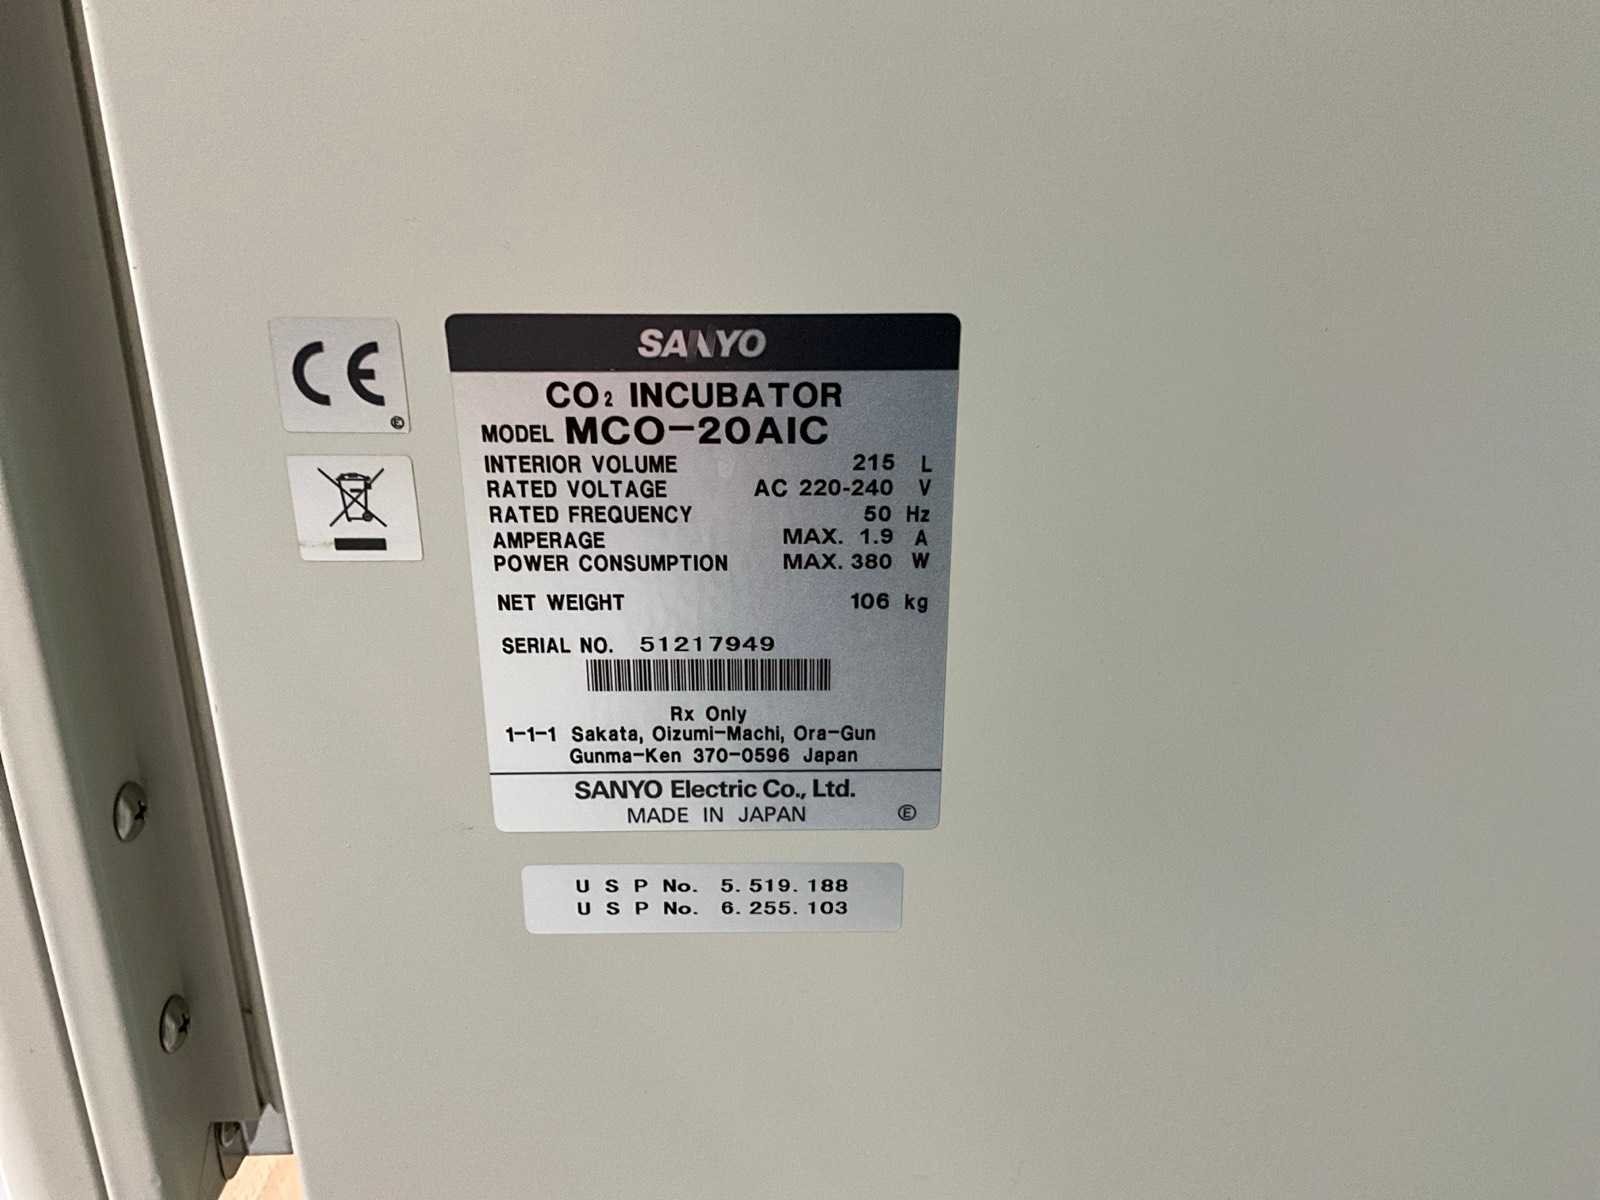 CE
E
SANYO
CO₂ INCUBATOR
MODEL MCO-20AIC
INTERIOR VOLUME 215 L
RATED VOLTAGE AC 220-240 V
RATED FREQUENCY 50 Hz
AMPERAGE MAX. 1.9 A
POWER CONSUMPTION MAX. 380 W
NET WEIGHT 106 kg
SERIAL NO. 51217949
Rx Only
1-1-1 Sakata, Oizumi-Machi, Ora-Gun
Gunma-Ken 370-0596 Japan
SANYO Electric Co., Ltd.
MADE IN JAPAN E
U S P No. 5. 519. 188
U S P No. 6. 255. 103